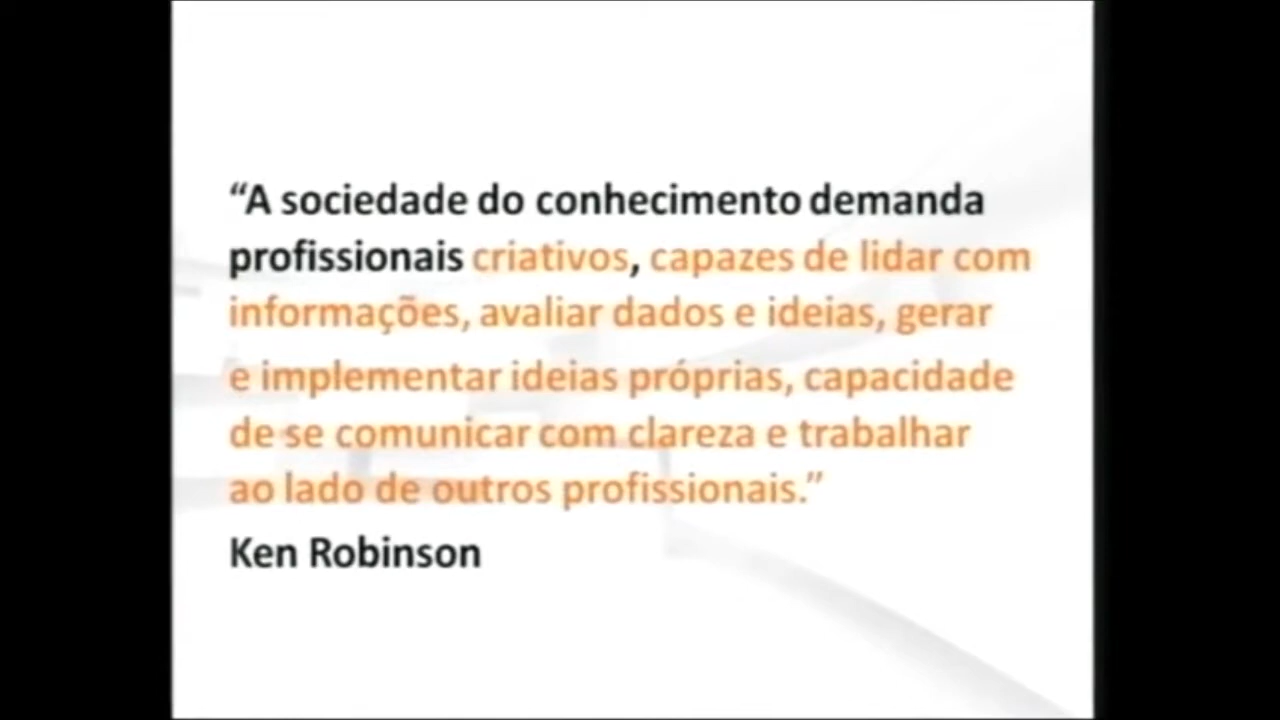 “A sociedade do conhecimento demanda
profissionais criativos, capazes de lidar com
informações, avaliar dados e ideias, gerar
e implementar ideias próprias, capacidade
de se comunicar com clareza e trabalhar
ao lado de outros profissionais.”
Ken Robinson